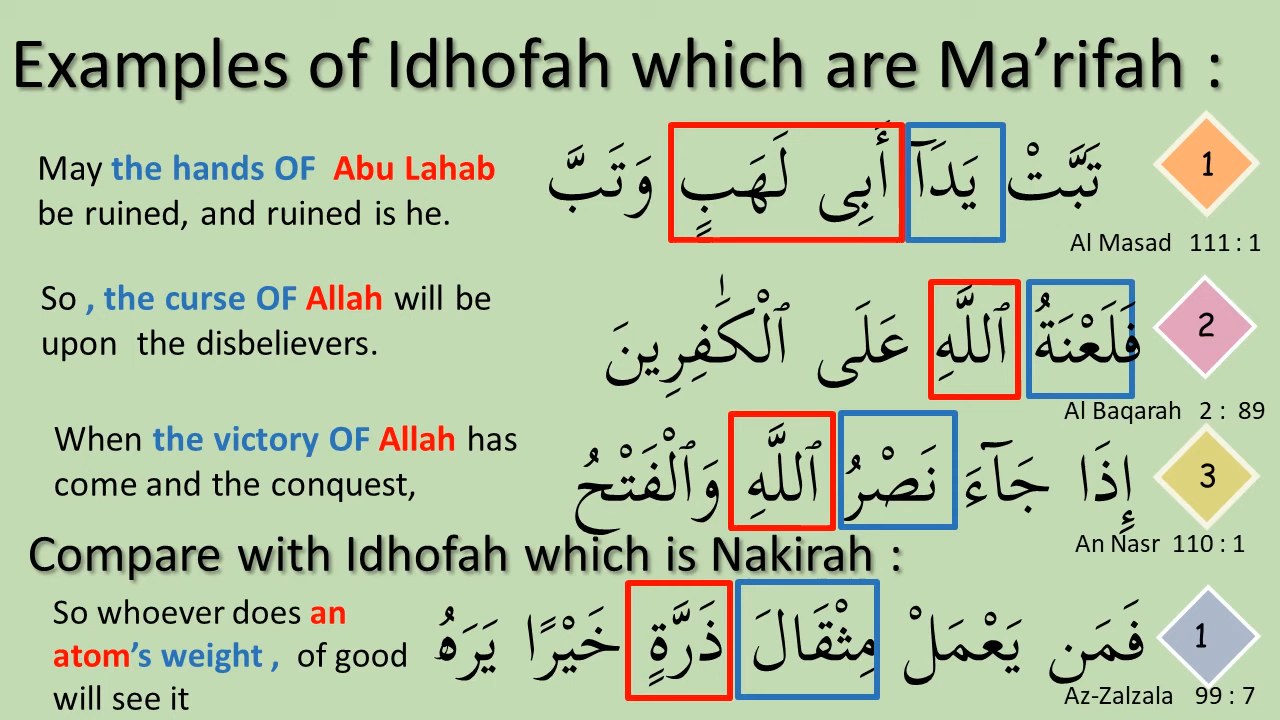 Examples of Idhofah which are Ma’rifah :
May the hands OF Abu Lahab
be ruined, and ruined is he.
تَبَّتْ يَدَآ أَبِى لَهَبٍ وَتَبَّ
1
Al Masad 111 : 1
So , the curse OF Allah will be
upon the disbelievers.
فَلَعْنَةُ ٱللَّهِ عَلَى ٱلْكَٰفِرِينَ
2
Al Baqarah 2 : 89
When the victory OF Allah has
come and the conquest,
إِذَا جَآءَ نَصْرُ ٱللَّهِ وَٱلْفَتْحُ
3
An Nasr 110 : 1
Compare with Idhofah which is Nakirah :
So whoever does an
atom’s weight , of good
will see it
فَمَن يَعْمَلْ مِثْقَالَ ذَرَّةٍ خَيْرًا يَرَهُ
1
Az-Zalzala 99 : 7